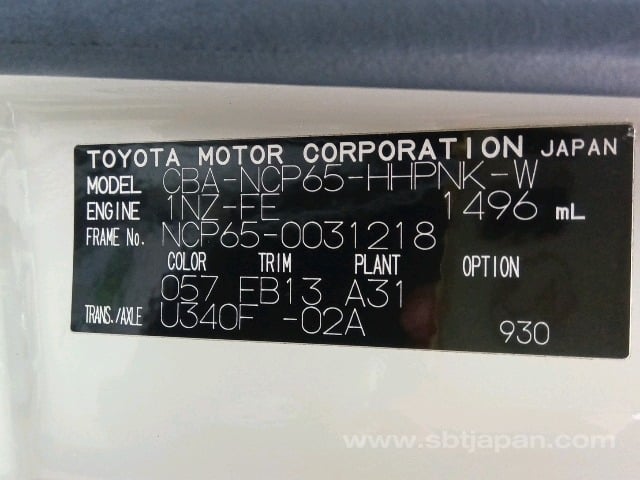 TOYOTA MOTOR CORPORATION JAPAN
MODEL CBA-NCP65-HHPNK-W
ENGINE 1NZ-FE 1496 mL
FRAME No. NCP65-0031218
COLOR TRIM PLANT OPTION
057 FB13 A31
TRANS./AXLE U340F -02A 930
www.sbtjapan.com